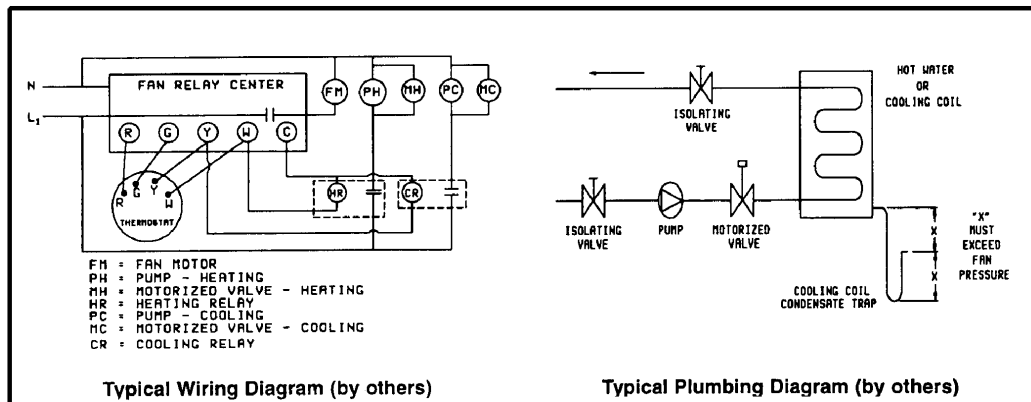 N
L1
FAN RELAY CENTER
R G Y W C
R G Y W
THERMOSTAT
FM PH MH PC MC
HR CR
FM = FAN MOTOR
PH = PUMP - HEATING
MH = MOTORIZED VALVE - HEATING
HR = HEATING RELAY
PC = PUMP - COOLING
MC = MOTORIZED VALVE - COOLING
CR = COOLING RELAY
Typical Wiring Diagram (by others)
HOT WATER
OR
COOLING COIL
ISOLATING
VALVE
ISOLATING
VALVE
PUMP
MOTORIZED
VALVE
X
X
"X"
MUST
EXCEED
FAN
PRESSURE
COOLING COIL
CONDENSATE TRAP
Typical Plumbing Diagram (by others)